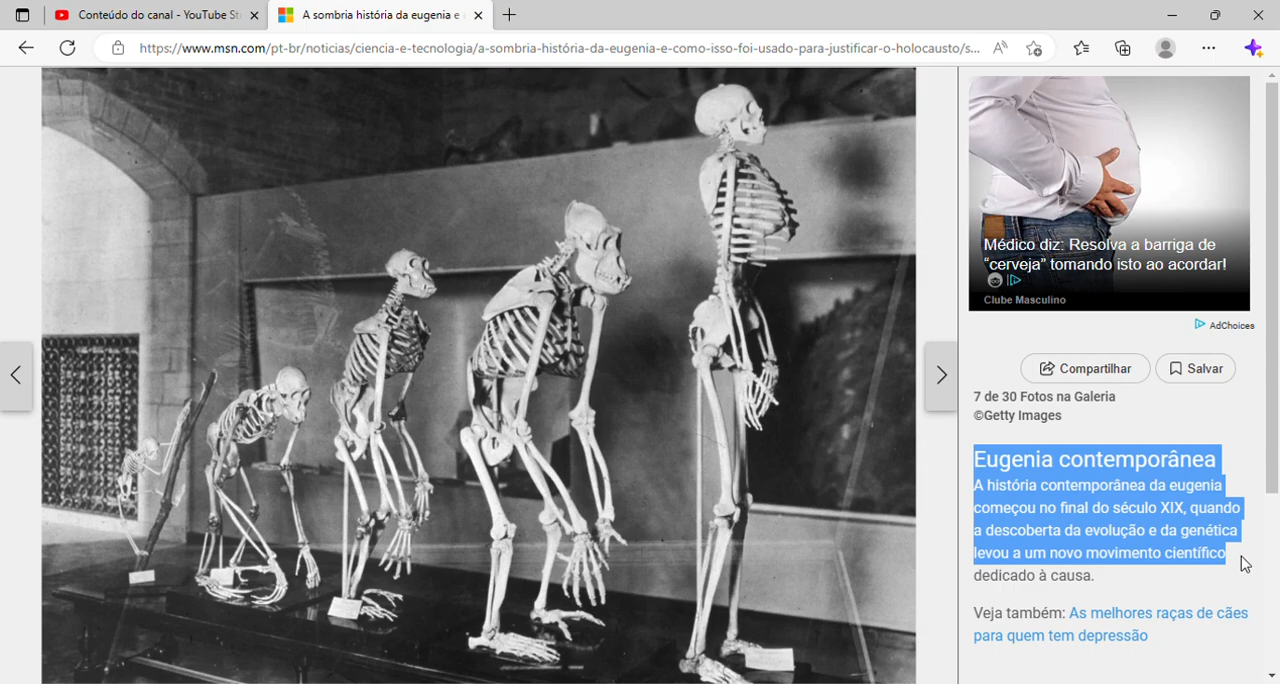 Conteúdo do canal - YouTube St
A sombria história da eugenia e
https://www.msn.com/pt-br/noticias/ciencia-e-tecnologia/a-sombria-história-da-eugenia-e-como-isso-foi-usado-para-justificar-o-holocausto/s...
Médico diz: Resolva a barriga de
“cerveja” tomando isto ao acordar!
Clube Masculino
AdChoices
Compartilhar
Salvar
7 de 30 Fotos na Galeria
©Getty Images
Eugenia contemporânea
A história contemporânea da eugenia
começou no final do século XIX, quando
a descoberta da evolução e da genética
levou a um novo movimento científico
dedicado à causa.
Veja também: As melhores raças de cães
para quem tem depressão